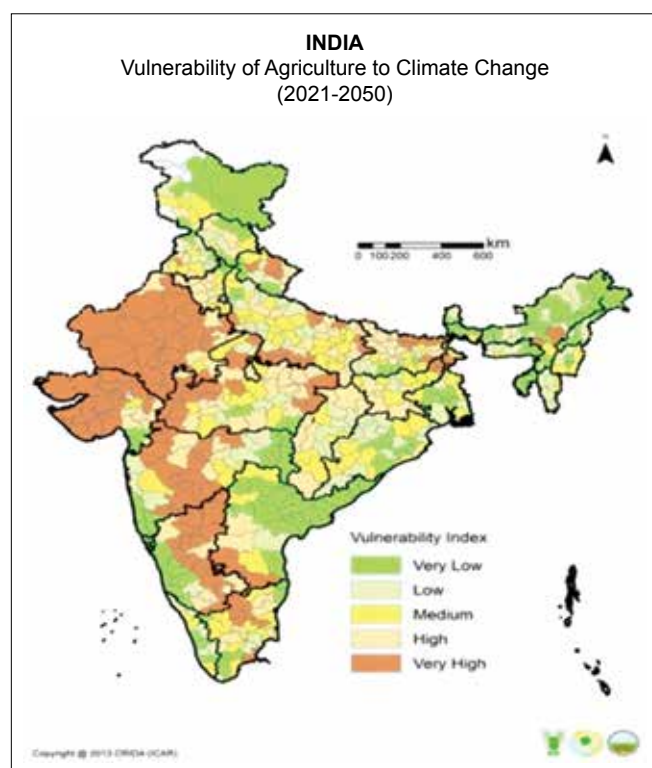 INDIA
Vulnerability of Agriculture to Climate Change
(2021-2050)
km
0 100 200 400 600
Vulnerability Index
Very Low
Low
Medium
High
Very High
Copyright @ 2013 CRIDA (ICAR)